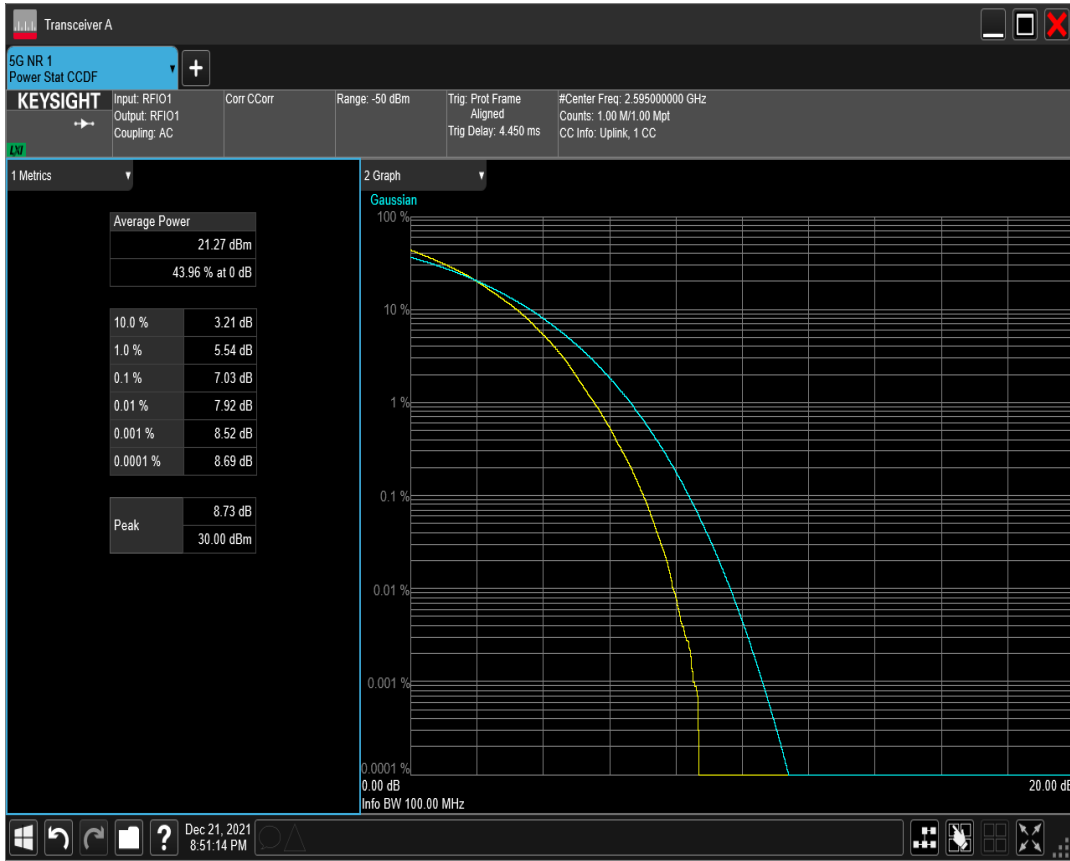 Transceiver A
5G NR 1
Power Stat CCDF
+
KEYSIGHT
LXI
Input: RFIO1
Output: RFIO1
Coupling: AC
Corr CCorr
Range: -50 dBm
Trig: Prot Frame
Aligned
Trig Delay: 4.450 ms
#Center Freq: 2.595000000 GHz
Counts: 1.00 M/1.00 Mpt
CC Info: Uplink, 1 CC
1 Metrics
Average Power
21.27 dBm
43.96 % at 0 dB
10.0 % 3.21 dB
1.0 % 5.54 dB
0.1 % 7.03 dB
0.01 % 7.92 dB
0.001 % 8.52 dB
0.0001 % 8.69 dB
Peak
8.73 dB
30.00 dBm
2 Graph
Gaussian
100 %
10 %
1 %
0.1 %
0.01 %
0.001 %
0.0001 %
0.00 dB
20.00 dB
Info BW 100.00 MHz
?
Dec 21, 2021
8:51:14 PM